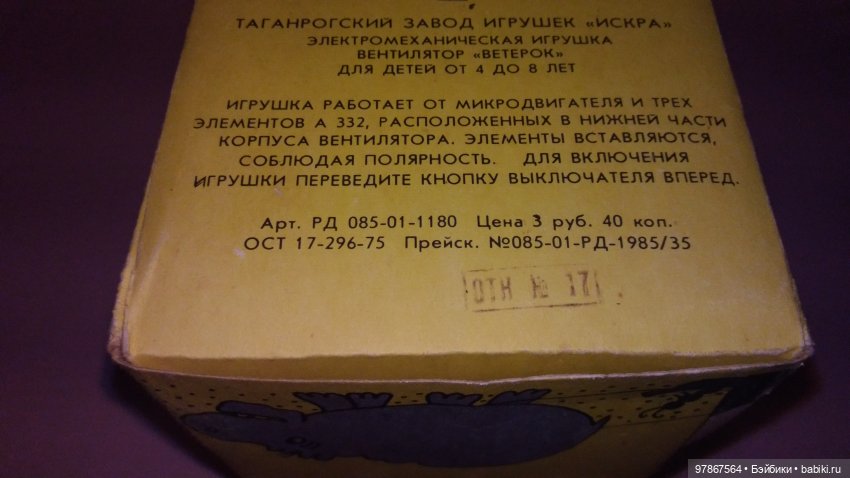 ТАГАНРОГСКИЙ ЗАВОД ИГРУШЕК «ИСКРА»
ЭЛЕКТРОМЕХАНИЧЕСКАЯ ИГРУШКА
ВЕНТИЛЯТОР «ВЕТЕРОК»
ДЛЯ ДЕТЕЙ ОТ 4 ДО 8 ЛЕТ
ИГРУШКА РАБОТАЕТ ОТ МИКРОДВИГАТЕЛЯ И ТРЕХ
ЭЛЕМЕНТОВ А 332, РАСПОЛОЖЕННЫХ В НИЖНЕЙ ЧАСТИ
КОРПУСА ВЕНТИЛЯТОРА. ЭЛЕМЕНТЫ ВСТАВЛЯЮТСЯ,
СОБЛЮДАЯ ПОЛЯРНОСТЬ. ДЛЯ ВКЛЮЧЕНИЯ
ИГРУШКИ ПЕРЕВЕДИТЕ КНОПКУ ВЫКЛЮЧАТЕЛЯ ВПЕРЕД.
Арт. РД 085-01-1180 Цена 3 руб. 40 коп.
ОСТ 17-296-75 Прейск. №085-01-РД-1985/35
ОТК № 17
97867564 • Бэйбики • babiki.ru